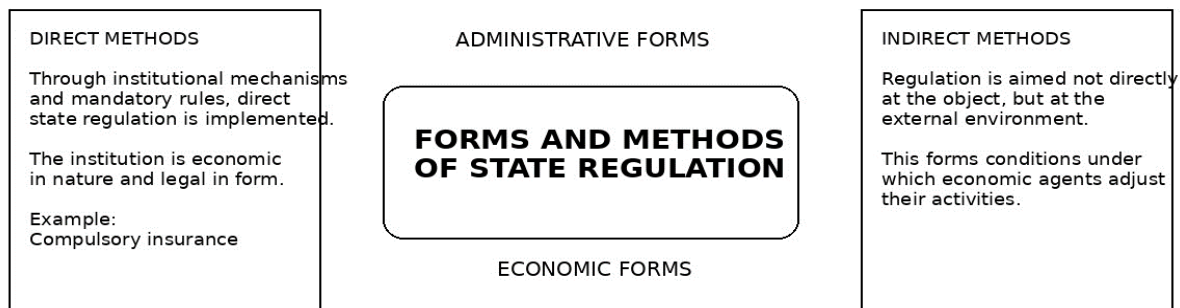 DIRECT METHODS
Through institutional mechanisms
and mandatory rules, direct
state regulation is implemented.
The institution is economic
in nature and legal in form.
Example:
Compulsory insurance
ADMINISTRATIVE FORMS
FORMS AND METHODS
OF STATE REGULATION
ECONOMIC FORMS
INDIRECT METHODS
Regulation is aimed not directly
at the object, but at the
external environment.
This forms conditions under
which economic agents adjust
their activities.